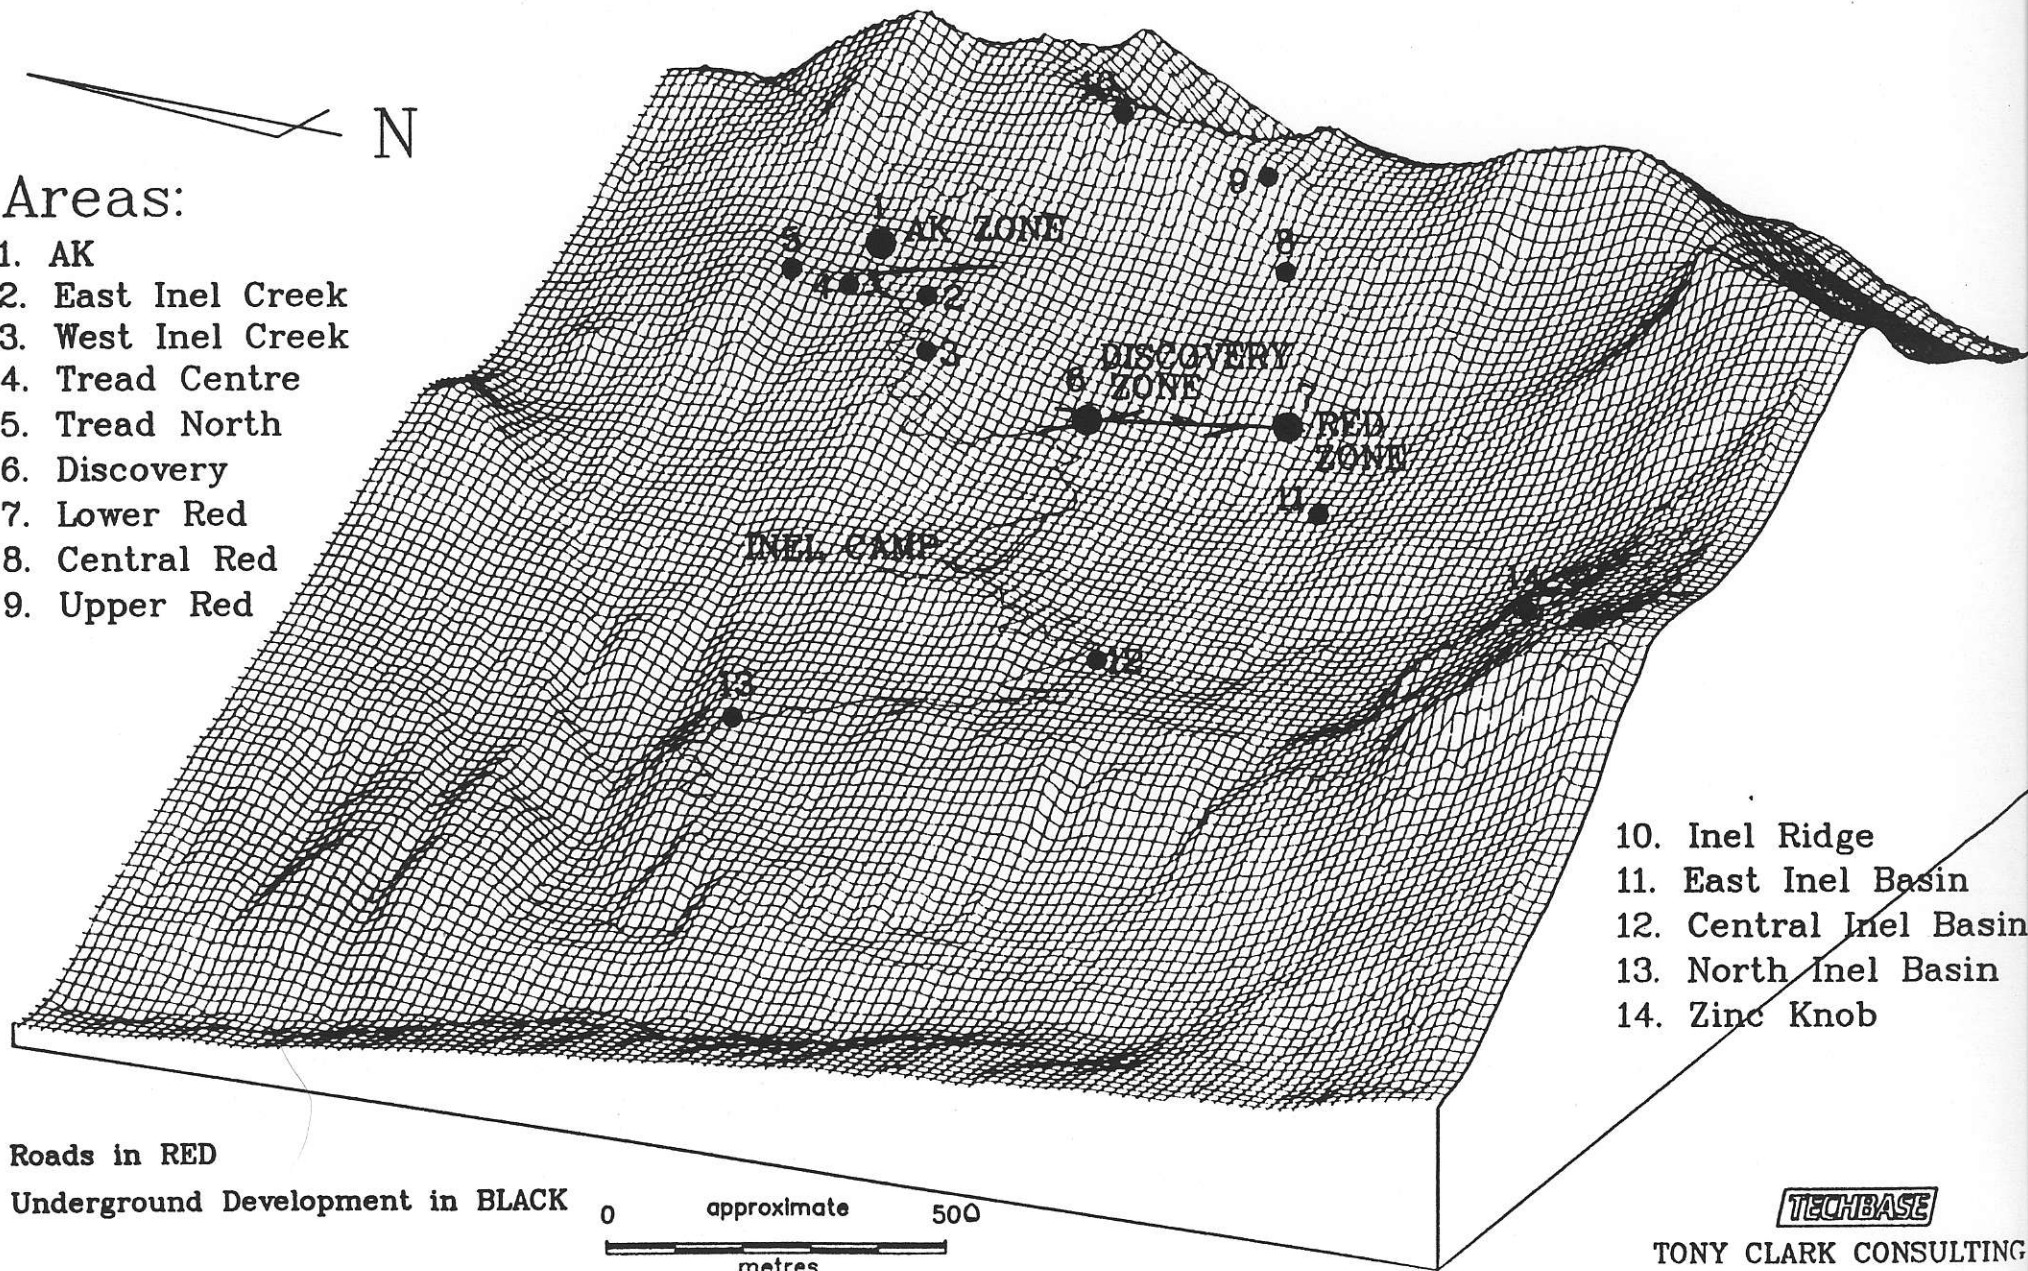 N
Areas:
1. AK
2. East Inel Creek
3. West Inel Creek
4. Tread Centre
5. Tread North
6. Discovery
7. Lower Red
8. Central Red
9. Upper Red
10
9
1
AK ZONE
5
8
4
2
3
DISCOVERY
6 ZONE
7
RED
ZONE
11
INEL CAMP
14
12
13
10. Inel Ridge
11. East Inel Basin
12. Central Inel Basin
13. North Inel Basin
14. Zinc Knob
Roads in RED
Underground Development in BLACK
0 approximate 500
metres
TECHBASE
TONY CLARK CONSULTING